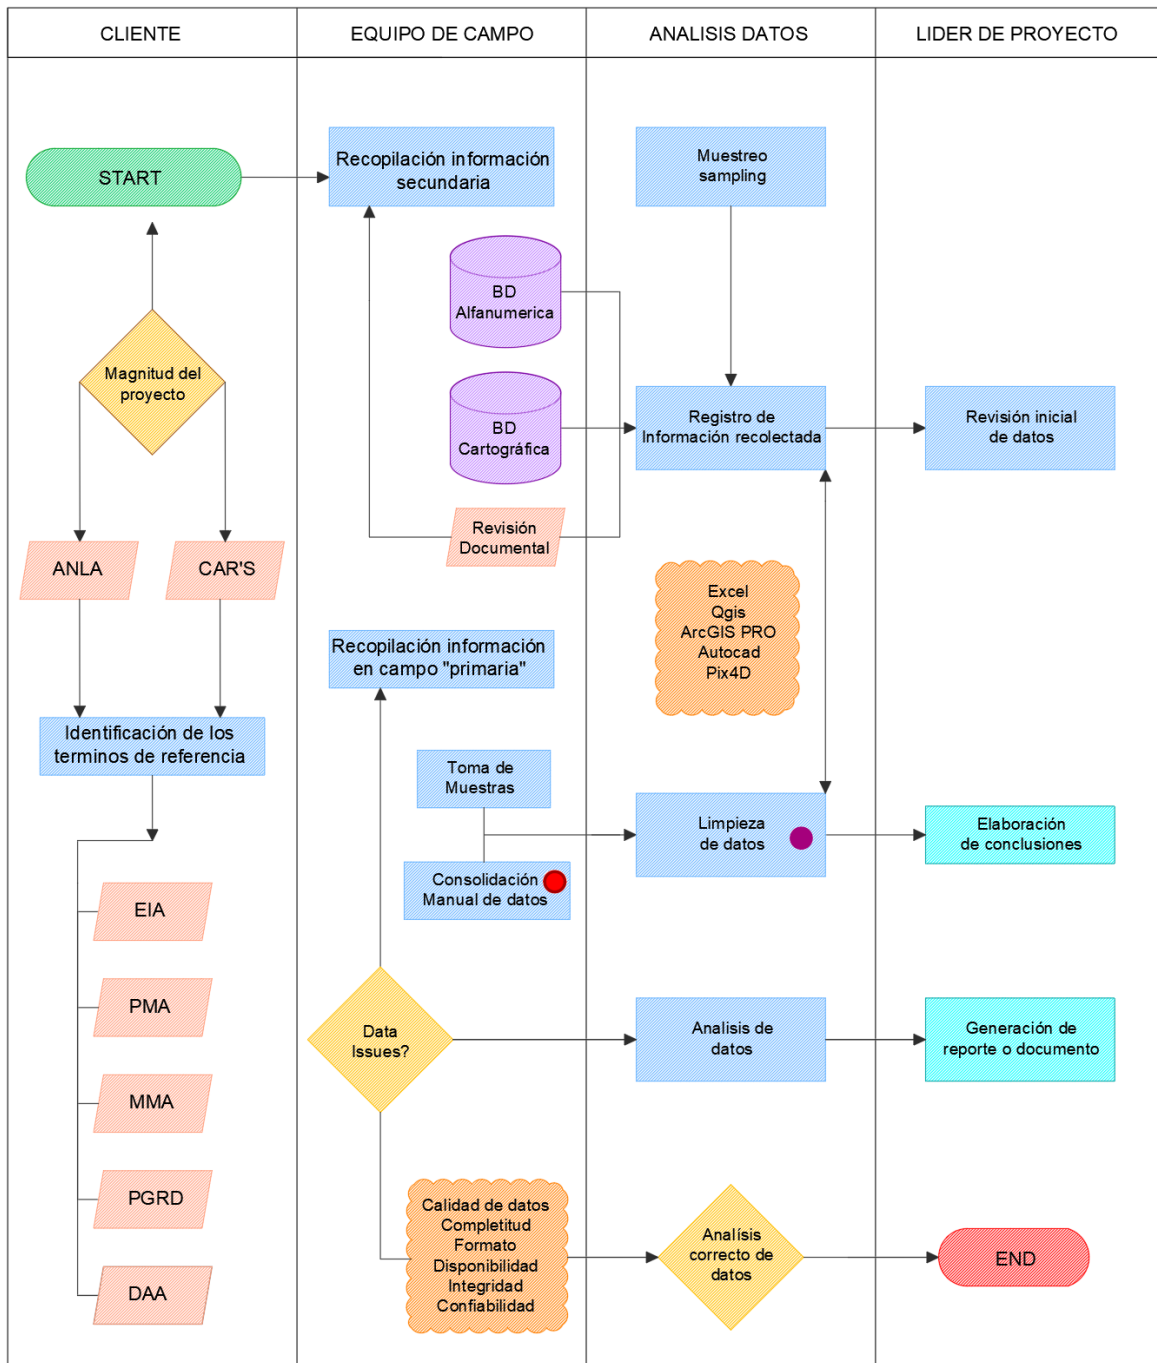 CLIENTE
EQUIPO DE CAMPO
ANALISIS DATOS
LIDER DE PROYECTO
START
Magnitud del
proyecto
ANLA
CAR'S
Identificación de los
terminos de referencia
EIA
PMA
MMA
PGRD
DAA
Recopilación información
secundaria
BD
Alfanumerica
BD
Cartográfica
Revisión
Documental
Recopilación información
en campo "primaria"
Toma de
Muestras
Consolidación
Manual de datos
Data
Issues?
Calidad de datos
Completitud
Formato
Disponibilidad
Integridad
Confiabilidad
Muestreo
sampling
Registro de
Información recolectada
Excel
Qgis
ArcGIS PRO
Autocad
Pix4D
Limpieza
de datos
Analisis de
datos
Analísis
correcto de
datos
Revisión inicial
de datos
Elaboración
de conclusiones
Generación de
reporte o documento
END